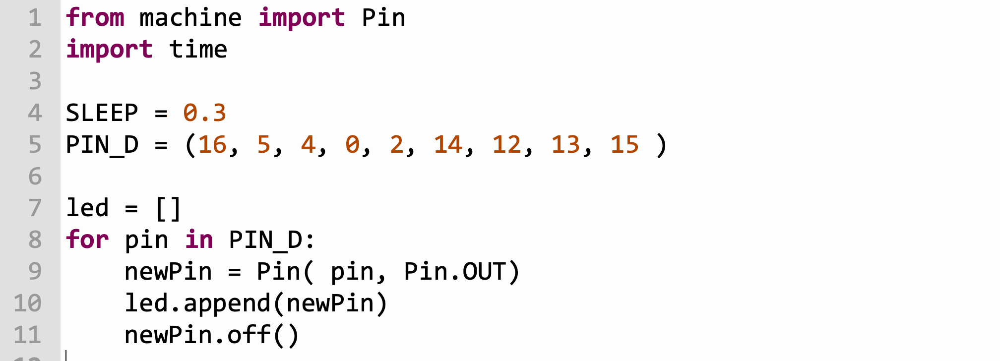 1 from machine import Pin
2 import time
3
4 SLEEP = 0.3
5 PIN_D = (16, 5, 4, 0, 2, 14, 12, 13, 15 )
6
7 led = []
8 for pin in PIN_D:
9     newPin = Pin( pin, Pin.OUT)
10     led.append(newPin)
11     newPin.off()